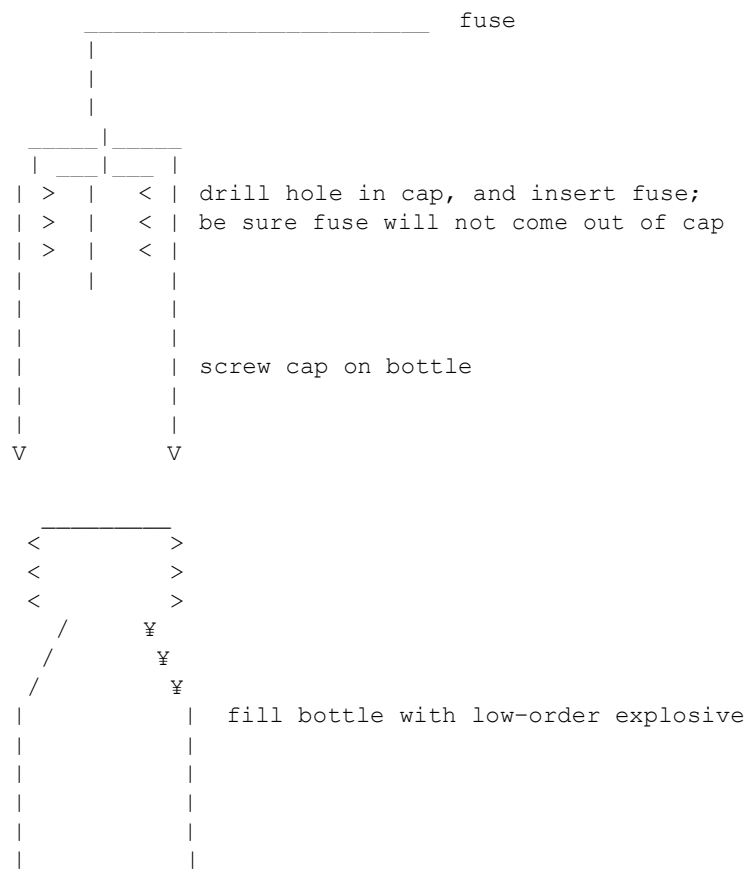 fuse
drill hole in cap, and insert fuse;
be sure fuse will not come out of cap
screw cap on bottle
fill bottle with low-order explosive